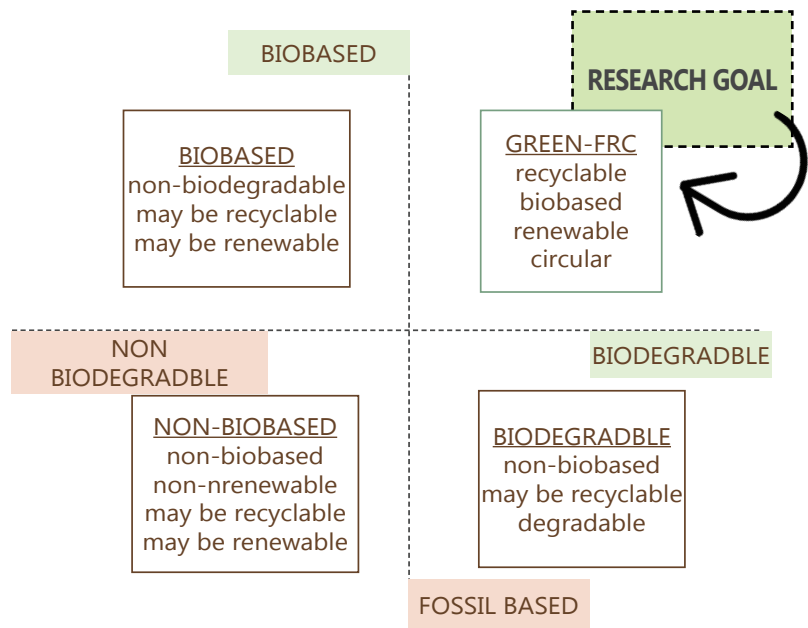 BIOBASED
RESEARCH GOAL
BIOBASED
non-biodegradable
may be recyclable
may be renewable
GREEN-FRC
recyclable
biobased
renewable
circular
NON
BIODEGRADBLE
BIODEGRADBLE
NON-BIOBASED
non-biobased
non-nrenewable
may be recyclable
may be renewable
BIODEGRADBLE
non-biobased
may be recyclable
degradable
FOSSIL BASED